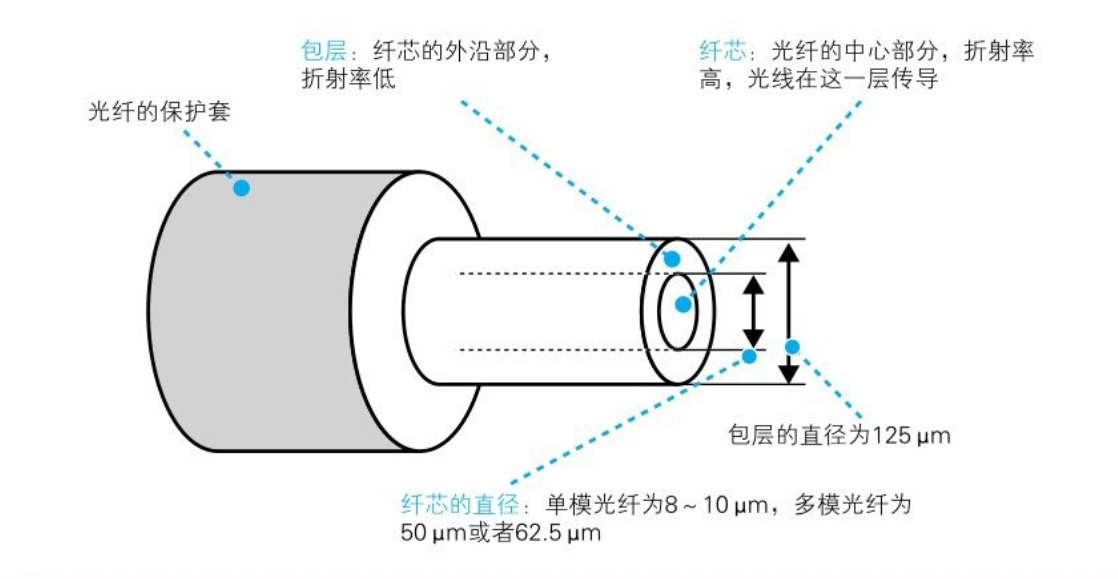 包层：纤芯的外沿部分，
折射率低
纤芯：光纤的中心部分，折射率
高，光线在这一层传导
光纤的保护套
包层的直径为125 μm
纤芯的直径：单模光纤为8～10 μm，多模光纤为
50 μm或者62.5 μm